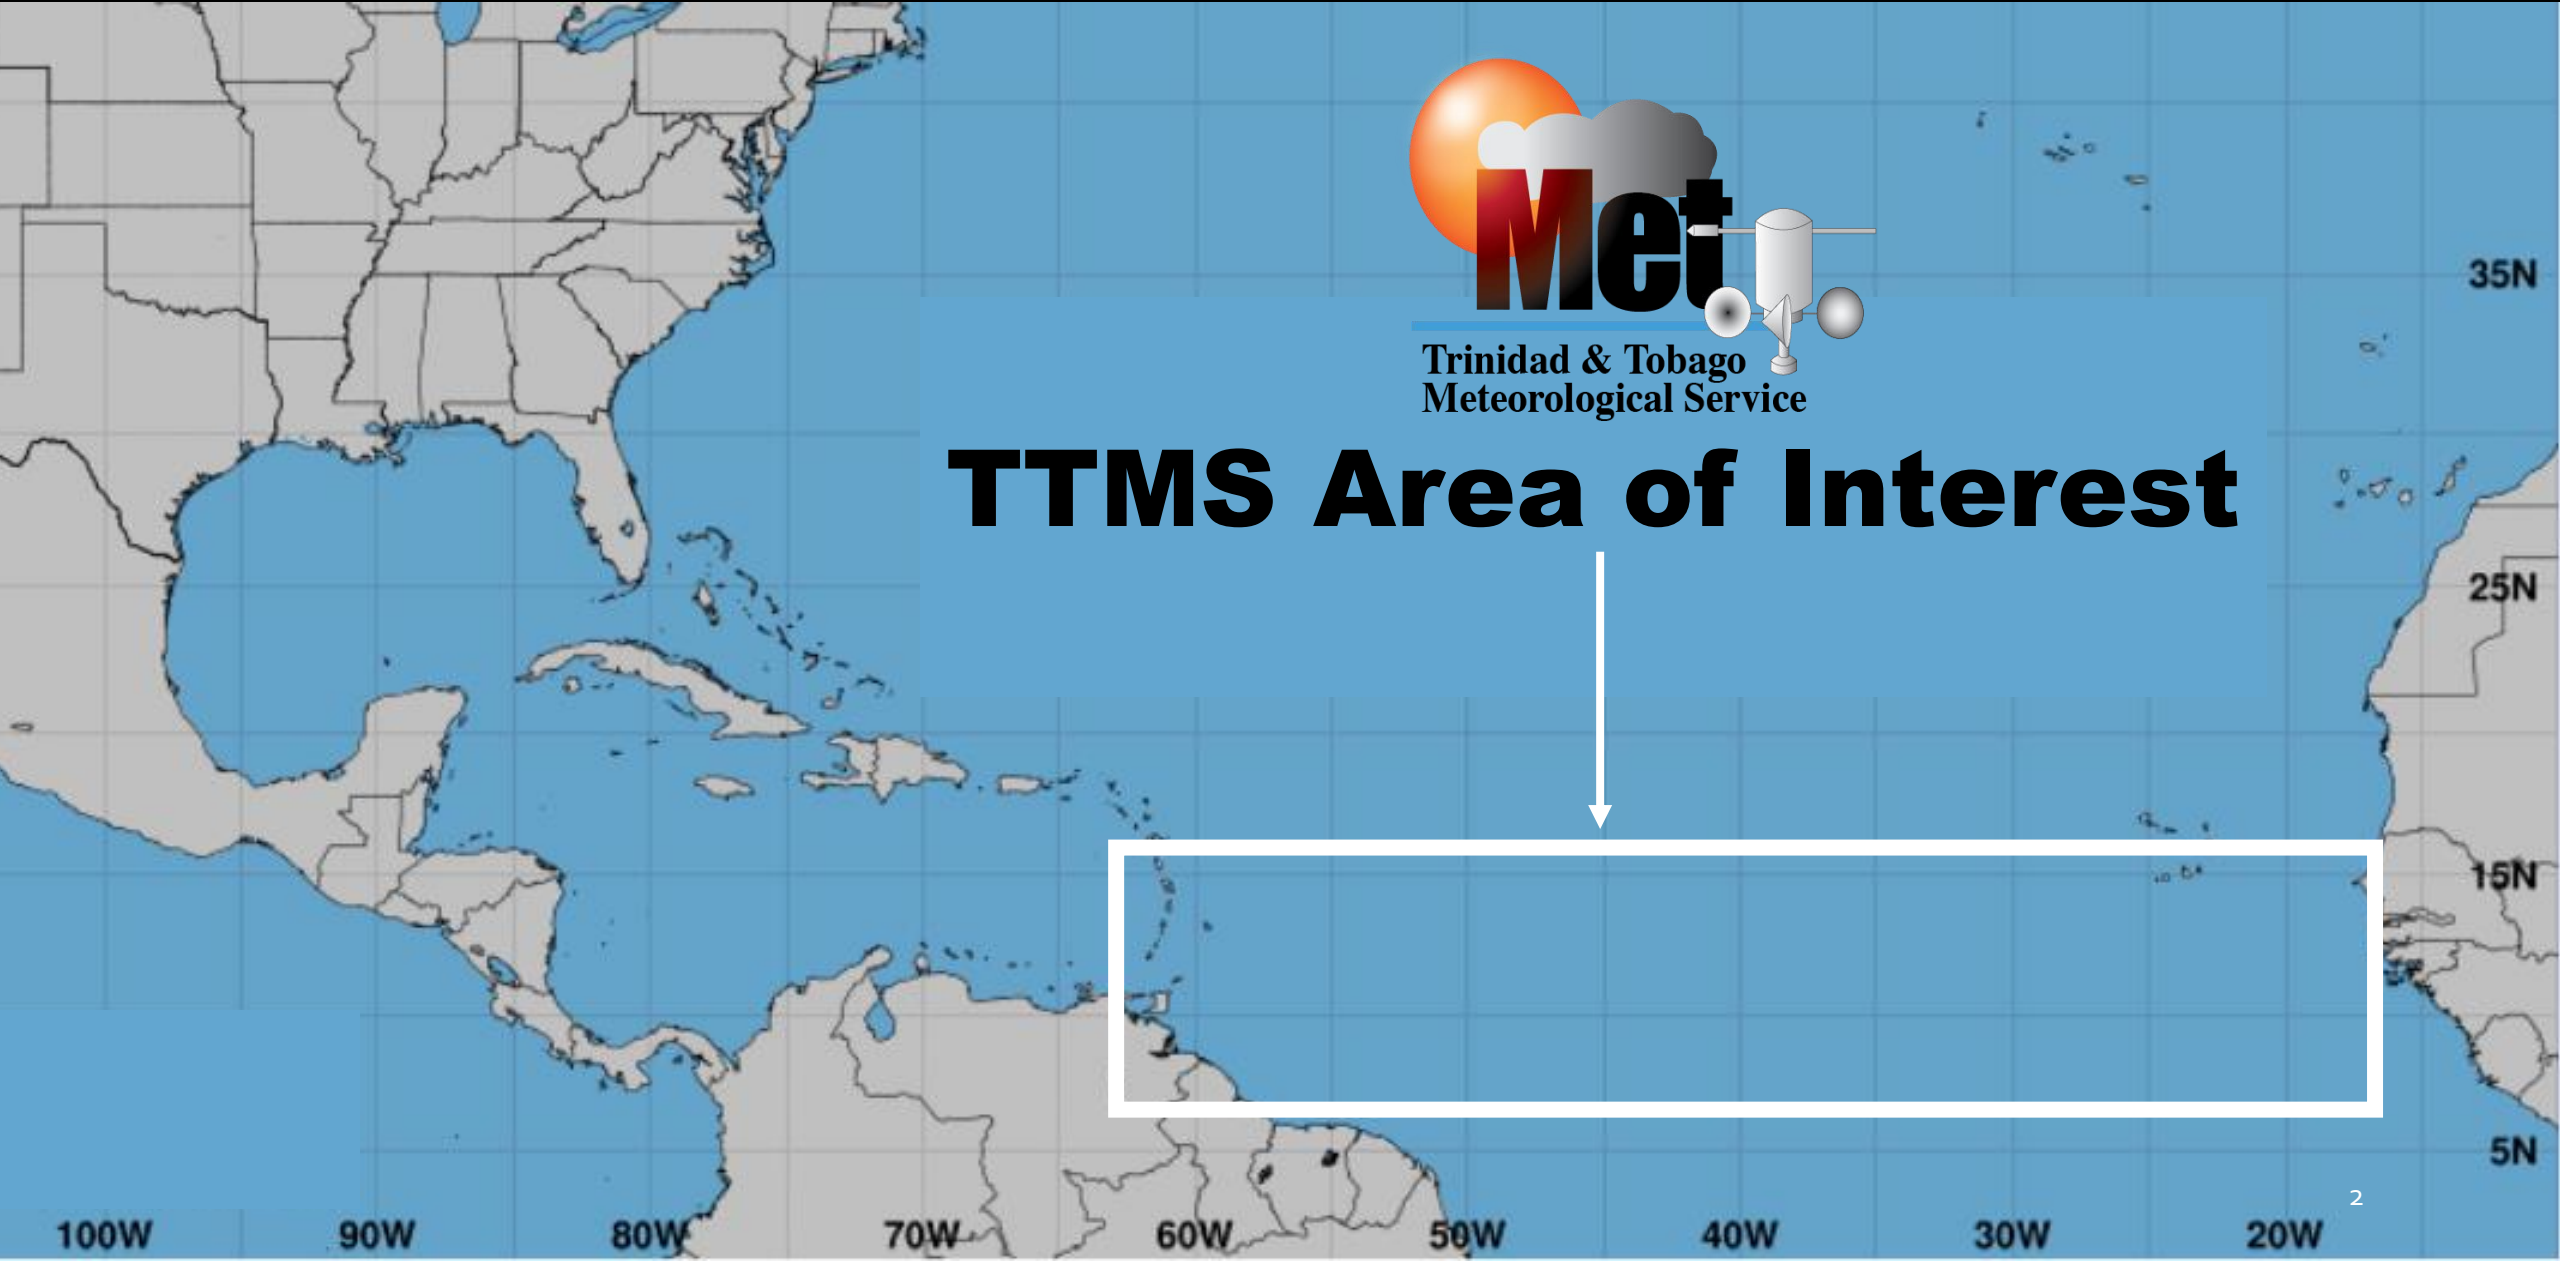 Met
Trinidad & Tobago
Meteorological Service
35N
TTMS Area of Interest
25N
15N
5N
2
100W 90W 80W 70W 60W 50W 40W 30W 20W